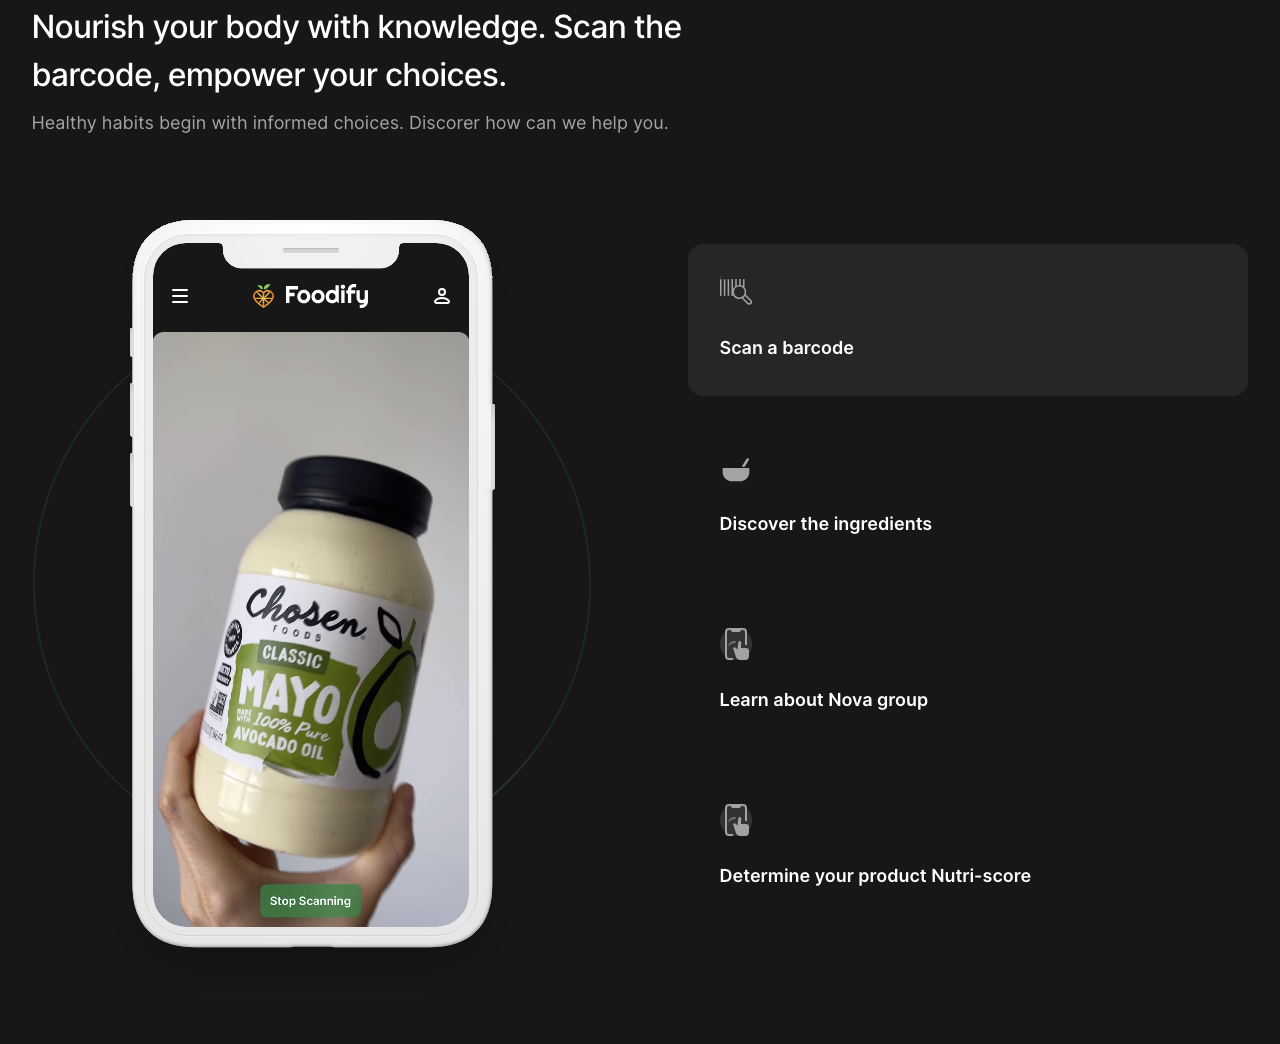 Nourish your body with knowledge. Scan the
barcode, empower your choices.
Healthy habits begin with informed choices. Discorer how can we help you.
Foodify
Chosen
FOODS
CLASSIC
MAYO
MADE
WITH
100% Pure
AVOCADO OIL
Stop Scanning
Scan a barcode
Discover the ingredients
Learn about Nova group
Determine your product Nutri-score